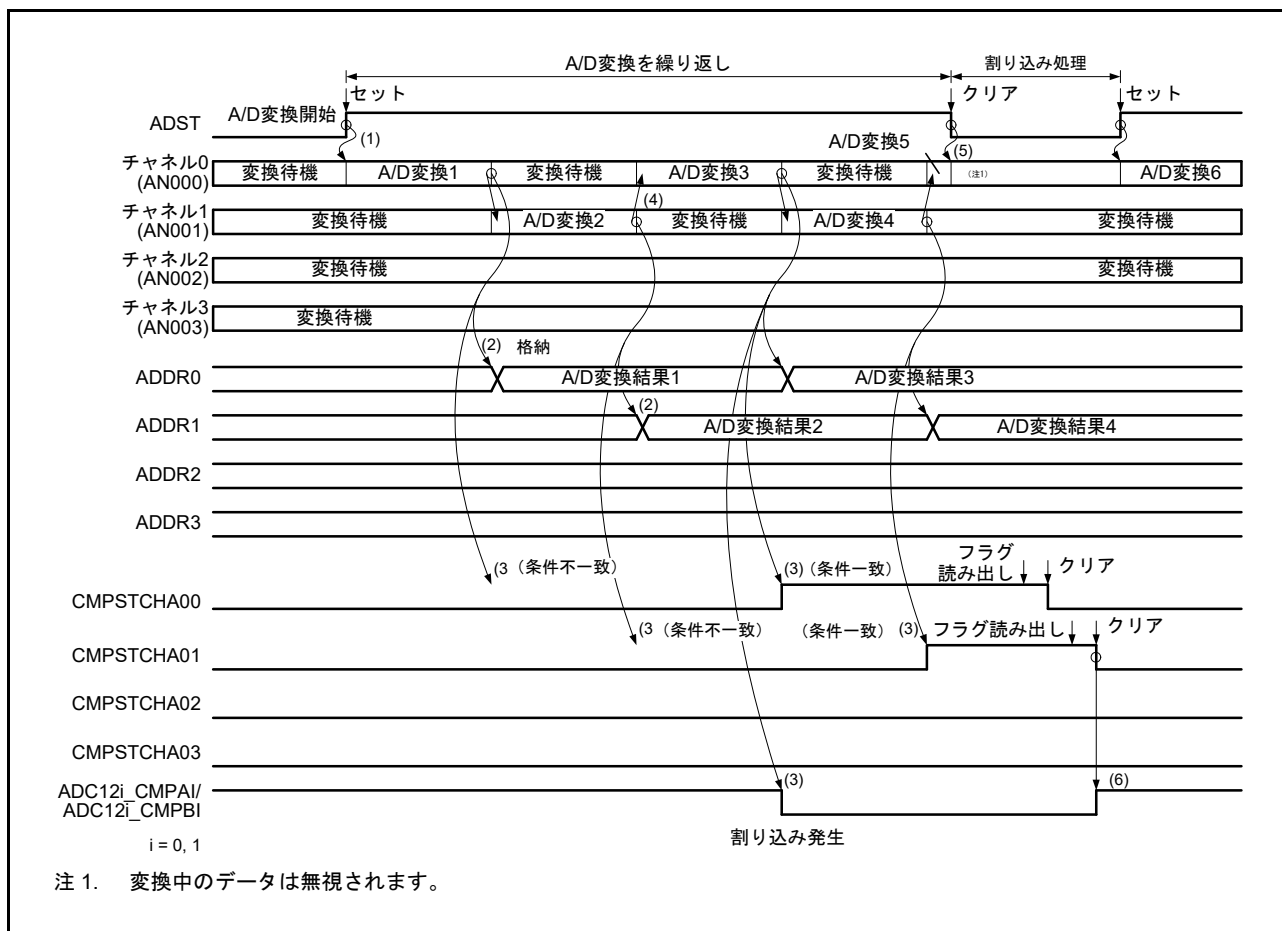 A/D変換を繰り返し 割り込み処理
セット クリア セット
ADST A/D変換開始
(1) A/D変換5 (5)
チャネル0 (AN000) 変換待機 A/D変換1 変換待機 A/D変換3 変換待機 (注1) A/D変換6
(4)
チャネル1 (AN001) 変換待機 A/D変換2 変換待機 A/D変換4 変換待機
チャネル2 (AN002) 変換待機 変換待機
チャネル3 (AN003) 変換待機
(2) 格納
ADDR0 A/D変換結果1 A/D変換結果3
(2)
ADDR1 A/D変換結果2 A/D変換結果4
ADDR2
ADDR3
(3（条件不一致） (3)（条件一致） フラグ読み出し クリア
CMPSTCHA00
(3（条件不一致） （条件一致） (3) フラグ読み出し クリア
CMPSTCHA01
CMPSTCHA02
CMPSTCHA03
ADC12i_CMPAI/ (3) (6)
ADC12i_CMPBI
i = 0, 1 割り込み発生
注 1. 変換中のデータは無視されます。